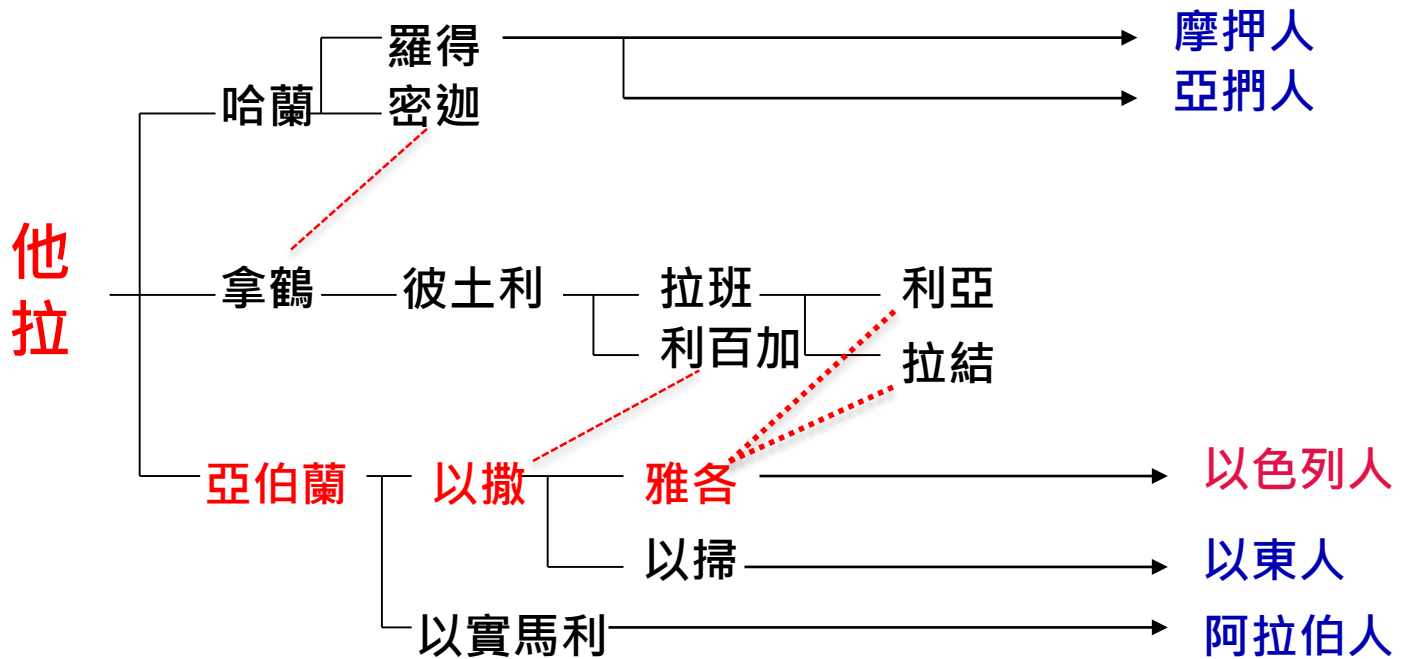 羅得
摩押人
哈蘭
密迦
亞捫人
他拉
拿鶴
彼土利
拉班
利亞
利百加
拉結
亞伯蘭
以撒
雅各
以色列人
以掃
以東人
以實馬利
阿拉伯人